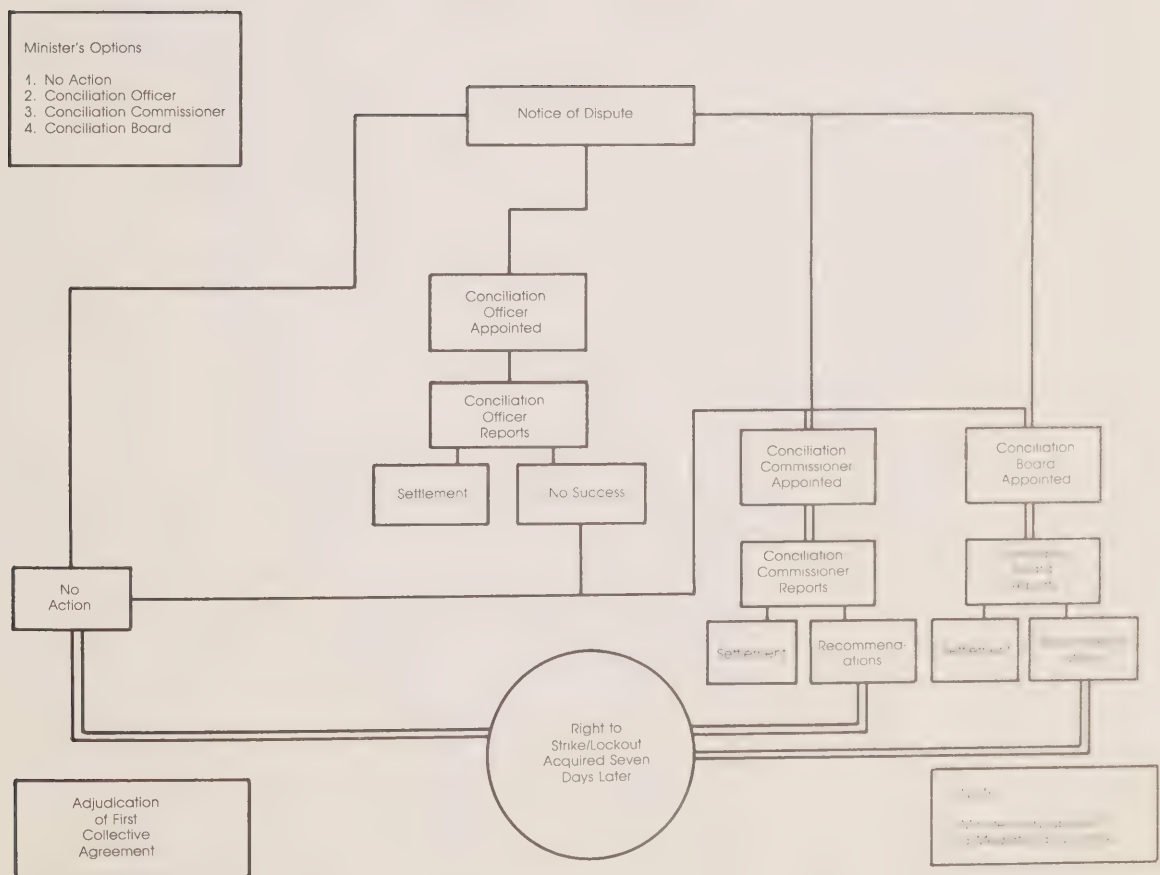 Minister's Options
1. No Action
2. Conciliation Officer
3. Conciliation Commissioner
4. Conciliation Board
Notice of Dispute
Conciliation
Officer
Appointed
Conciliation
Officer
Reports
Settlement
No Success
Conciliation
Commissioner
Appointed
Conciliation
Board
Appointed
No
Action
Conciliation
Commissioner
Reports
Settlement
Recommend-
ations
Right to
Strike/Lockout
Acquired Seven
Days Later
Adjudication
of First
Collective
Agreement